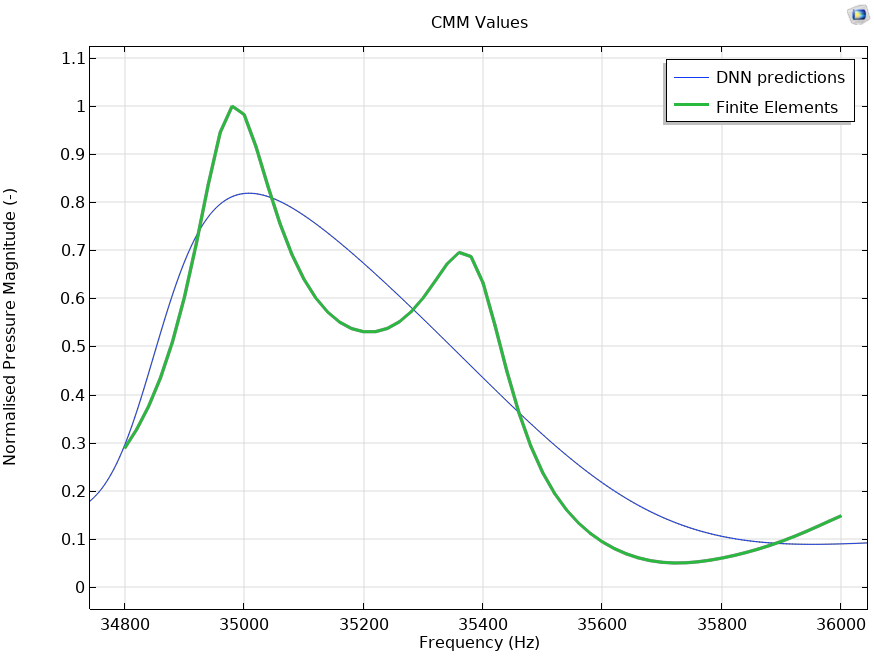 CMM Values
DNN predictions
Finite Elements
Normalised Pressure Magnitude (-)
1.1
1
0.9
0.8
0.7
0.6
0.5
0.4
0.3
0.2
0.1
0
34800 35000 35200 35400 35600 35800 36000
Frequency (Hz)